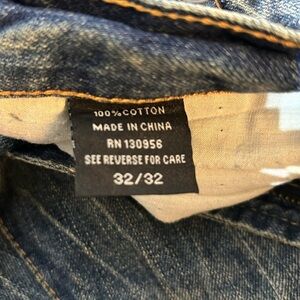 100% COTTON
MADE IN CHINA
RN 130956
SEE REVERSE FOR CARE
32/32